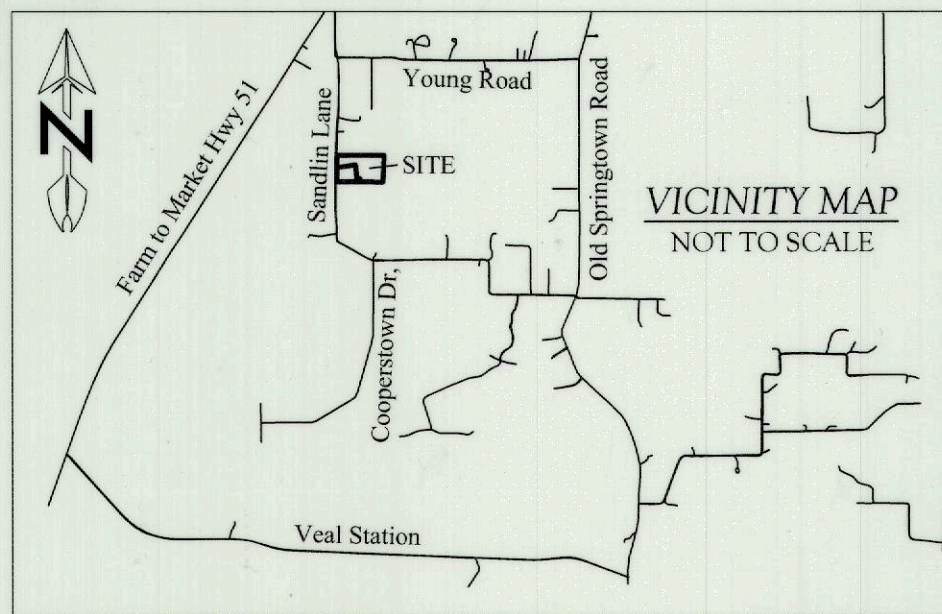 N
Farm to Market Hwy 51
Sandlin Lane
Young Road
SITE
Old Springtown Road
VICINITY MAP
NOT TO SCALE
Cooperstown Dr,
Veal Station